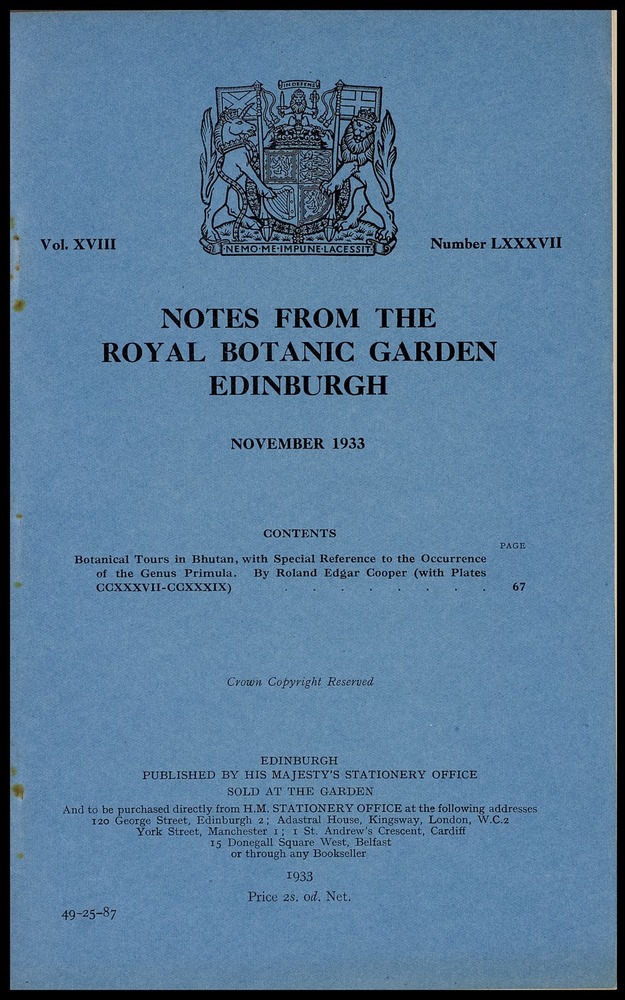 IN DEFENS
NEMO·ME·IMPUNE·LACESSIT
Vol. XVIII
Number LXXXVII
NOTES FROM THE
ROYAL BOTANIC GARDEN
EDINBURGH
NOVEMBER 1933
CONTENTS
PAGE
Botanical Tours in Bhutan, with Special Reference to the Occurrence
of the Genus Primula. By Roland Edgar Cooper (with Plates
CCXXXVII-CCXXXIX) . . . . . . . . 67
Crown Copyright Reserved
EDINBURGH
PUBLISHED BY HIS MAJESTY'S STATIONERY OFFICE
SOLD AT THE GARDEN
And to be purchased directly from H.M. STATIONERY OFFICE at the following addresses
120 George Street, Edinburgh 2; Adastral House, Kingsway, London, W.C.2
York Street, Manchester 1; 1 St. Andrew's Crescent, Cardiff
15 Donegall Square West, Belfast
or through any Bookseller
1933
Price 2s. 0d. Net.
49-25-87